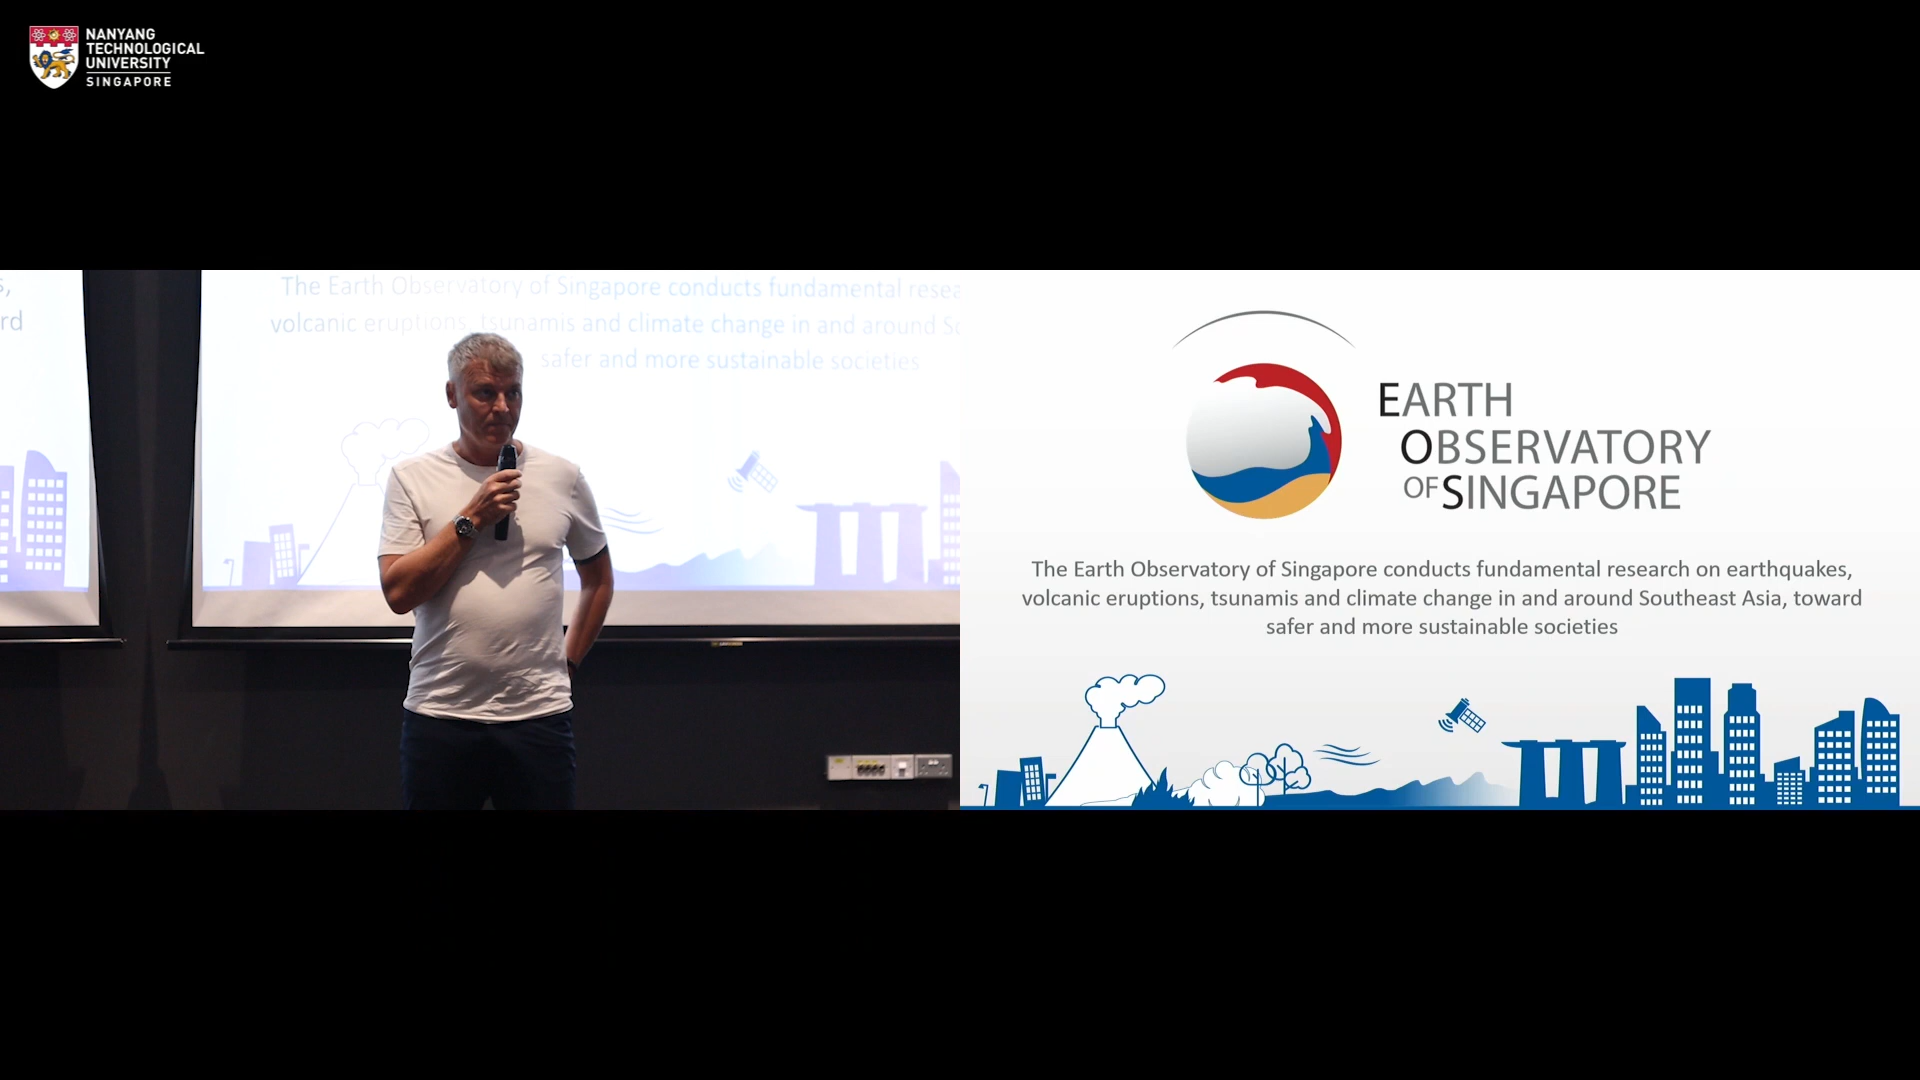 NANYANG
TECHNOLOGICAL
UNIVERSITY
SINGAPORE
rd
The Earth Observatory of Singapore conducts fundamental
volcanic eruptions, tsunamis and climate change in and around
safer and more sustainable societies
EARTH
OBSERVATORY
OF SINGAPORE
The Earth Observatory of Singapore conducts fundamental research on earthquakes,
volcanic eruptions, tsunamis and climate change in and around Southeast Asia, toward
safer and more sustainable societies